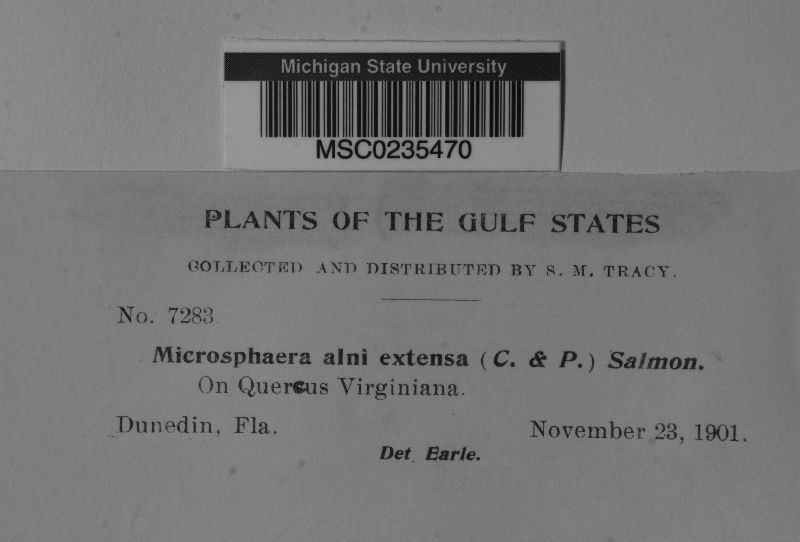 Michigan State University
MSC0235470
PLANTS OF THE GULF STATES
COLLECTED AND DISTRIBUTED BY S. M. TRACY.
No. 7283
Microsphaera alni extensa (C. & P.) Salmon.
On Quercus Virginiana.
Dunedin, Fla. November 23, 1901.
Det. Earle.